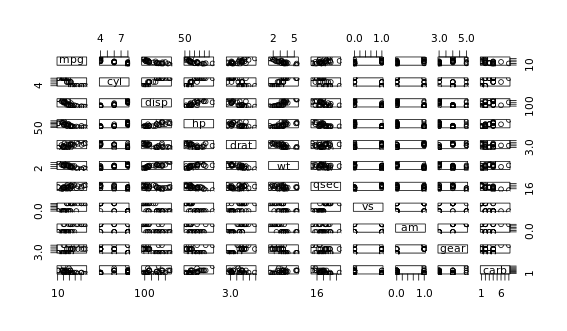 4 7 50 2 5 0.0 1.0 3.0 5.0
mpg 10
4 cyl
disp 100
50 hp
drat 3.0
2 wt
qsec 16
0.0 vs
am 0.0
3.0 gear
carb 1
10 100 3.0 16 0.0 1.0 1 6